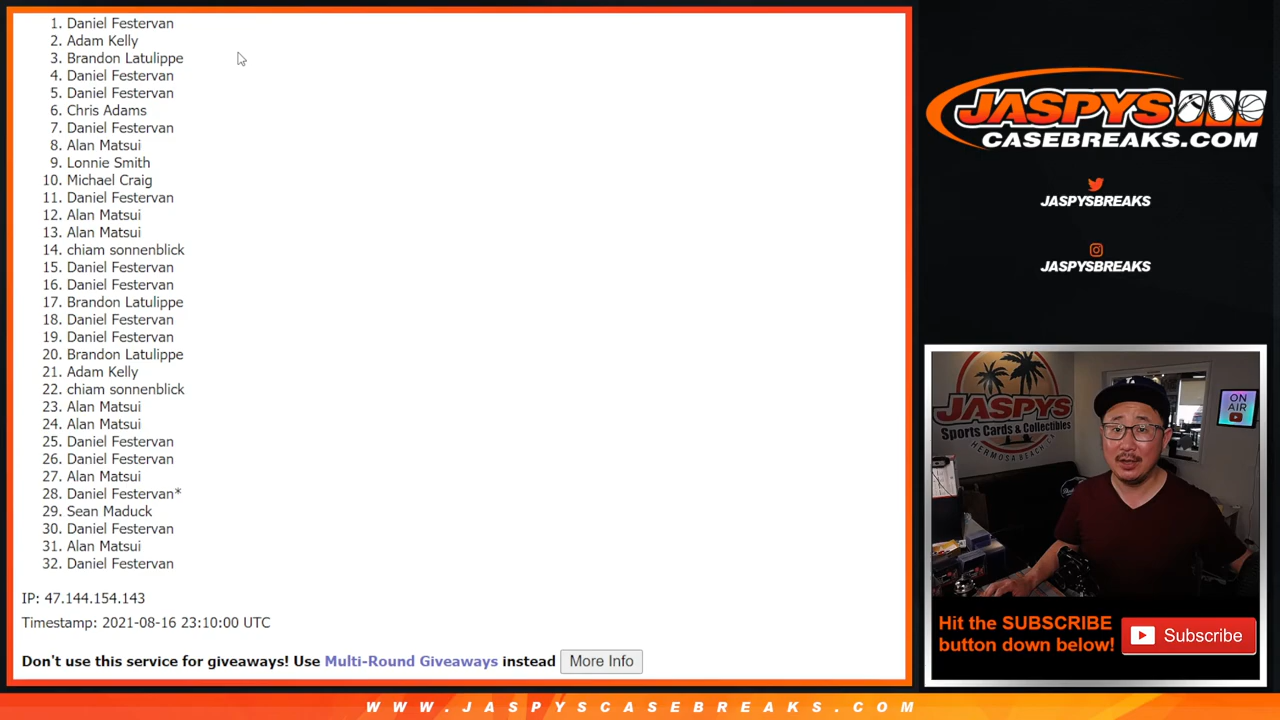 1. Daniel Festervan
2. Adam Kelly
3. Brandon Latulippe
4. Daniel Festervan
5. Daniel Festervan
6. Chris Adams
7. Daniel Festervan
8. Alan Matsui
9. Lonnie Smith
10. Michael Craig
11. Daniel Festervan
12. Alan Matsui
13. Alan Matsui
14. chiam sonnenblick
15. Daniel Festervan
16. Daniel Festervan
17. Brandon Latulippe
18. Daniel Festervan
19. Daniel Festervan
20. Brandon Latulippe
21. Adam Kelly
22. chiam sonnenblick
23. Alan Matsui
24. Alan Matsui
25. Daniel Festervan
26. Daniel Festervan
27. Alan Matsui
28. Daniel Festervan*
29. Sean Maduck
30. Daniel Festervan
31. Alan Matsui
32. Daniel Festervan
IP: 47.144.154.143
Timestamp: 2021-08-16 23:10:00 UTC
Don't use this service for giveaways! Use Multi-Round Giveaways instead More Info
JASPYS
CASEBREAKS.COM
JASPYSBREAKS
JASPYSBREAKS
JASPYS
Sports Cards & Collectibles
HERMOSA BEACH, CA
ON
AIR
Hit the SUBSCRIBE
button down below!
Subscribe
WWW.JASPYSCASEBREAKS.COM